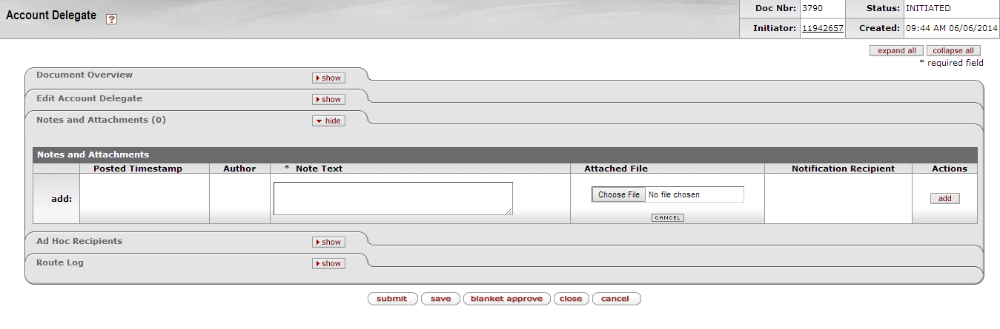 Account Delegate ?
Doc Nbr: 3790 Status: INITIATED
Initiator: 11942657 Created: 09:44 AM 06/06/2014
expand all collapse all
* required field
Document Overview show
Edit Account Delegate show
Notes and Attachments (0) hide
Notes and Attachments
Posted Timestamp Author * Note Text Attached File Notification Recipient Actions
add: Choose File No file chosen add
CANCEL
Ad Hoc Recipients show
Route Log show
submit save blanket approve close cancel